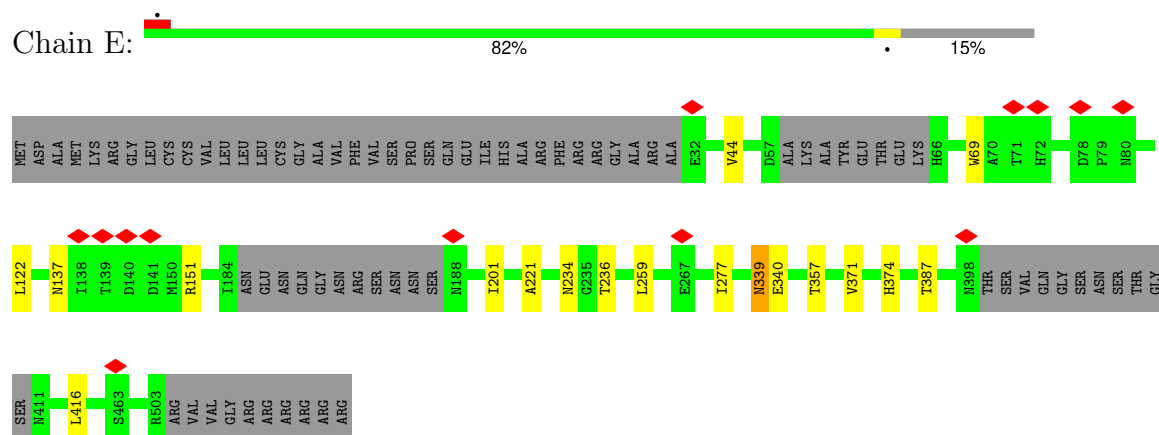 Chain E:
82% 15%
MET ASP ALA MET LYS ARG GLY LEU CYS CYS VAL LEU LEU LEU CYS GLY ALA VAL PHE VAL SER PRO SER GLN GLU ILE HIS ALA ARG PHE ARG ARG GLY ALA ARG ALA E32 V44 D57 ALA LYS ALA TYR GLU THR GLU LYS H66 W69 A70 T71 H72 D78 P79 N80
L122 N137 I138 T139 D140 D141 M150 R151 I184 ASN GLU ASN GLN GLY ASN ARG SER ASN ASN SER N188 I201 A221 N234 G235 T236 L259 E267 I277 N339 E340 T357 V371 H374 T387 N398 THR SER VAL GLN GLY SER ASN SER THR GLY
SER N411 L416 S463 R503 ARG VAL VAL GLY ARG ARG ARG ARG ARG ARG